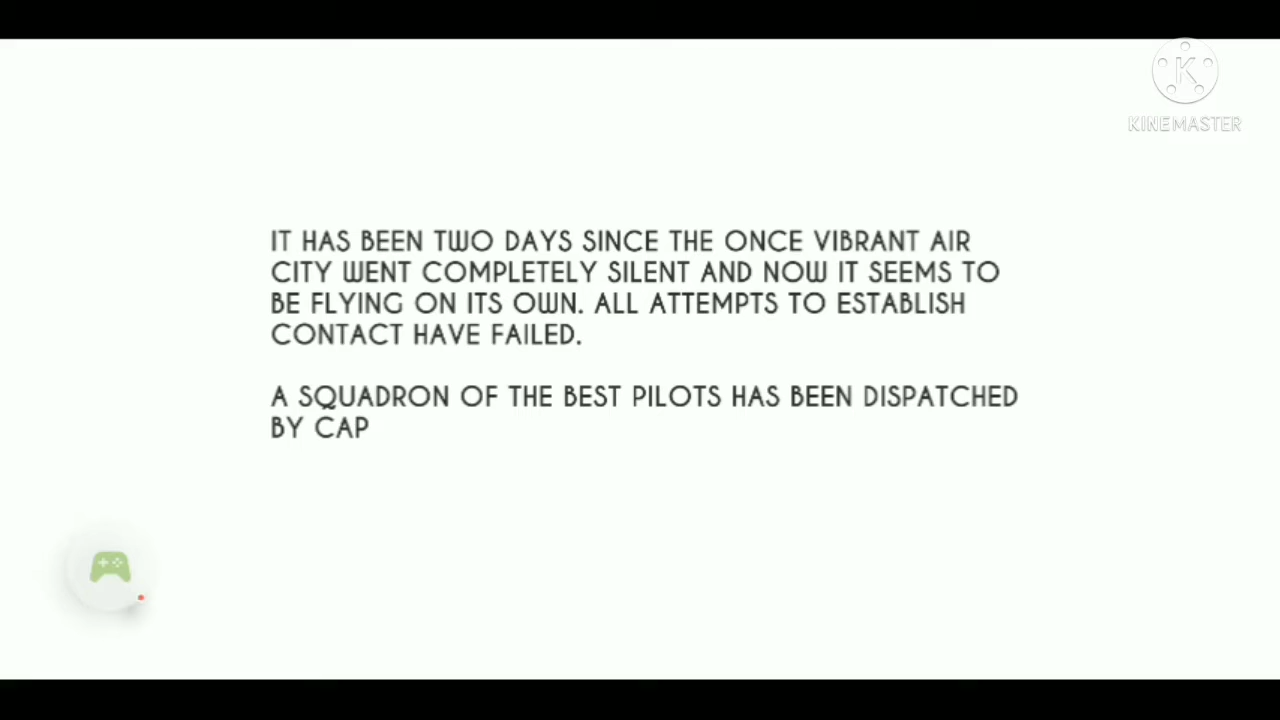 KINEMASTER
IT HAS BEEN TWO DAYS SINCE THE ONCE VIBRANT AIR
CITY WENT COMPLETELY SILENT AND NOW IT SEEMS TO
BE FLYING ON ITS OWN. ALL ATTEMPTS TO ESTABLISH
CONTACT HAVE FAILED.
A SQUADRON OF THE BEST PILOTS HAS BEEN DISPATCHED
BY CAP